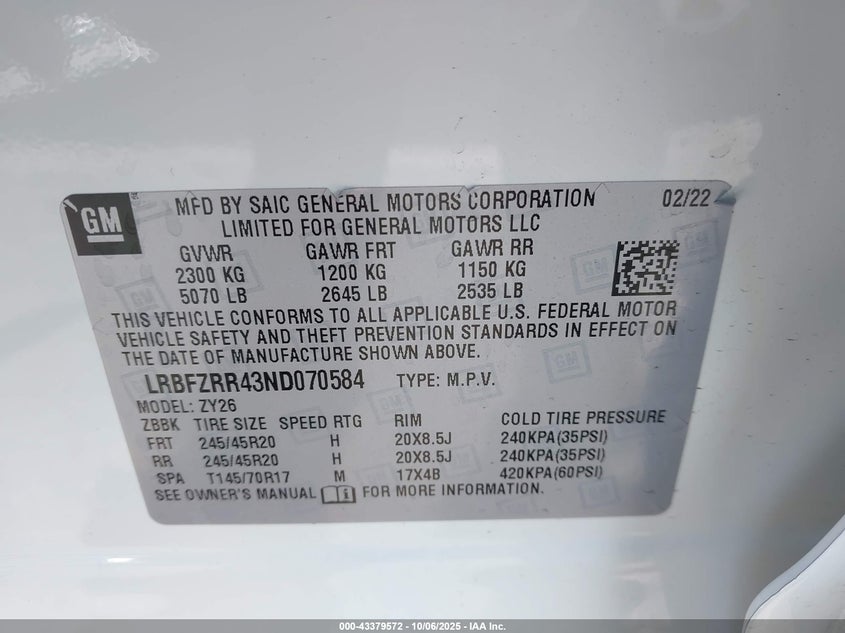 GM
MFD BY SAIC GENERAL MOTORS CORPORATION 02/22
LIMITED FOR GENERAL MOTORS LLC
GVWR GAWR FRT GAWR RR
2300 KG 1200 KG 1150 KG
5070 LB 2645 LB 2535 LB
THIS VEHICLE CONFORMS TO ALL APPLICABLE U.S. FEDERAL MOTOR
VEHICLE SAFETY AND THEFT PREVENTION STANDARDS IN EFFECT ON
THE DATE OF MANUFACTURE SHOWN ABOVE.
LRBFZRR43ND070584 TYPE: M.P.V.
MODEL: ZY26
ZBBK TIRE SIZE SPEED RTG RIM COLD TIRE PRESSURE
FRT 245/45R20 H 20X8.5J 240KPA(35PSI)
RR 245/45R20 H 20X8.5J 240KPA(35PSI)
SPA T145/70R17 M 17X4B 420KPA(60PSI)
SEE OWNER'S MANUAL FOR MORE INFORMATION.
000-43379572 - 10/06/2025 - IAA Inc.